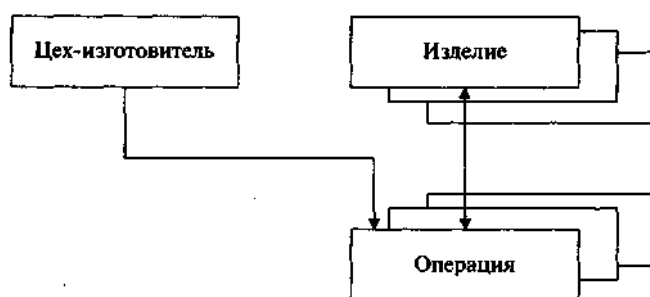 Цех-изготовитель
Изделие
Операция